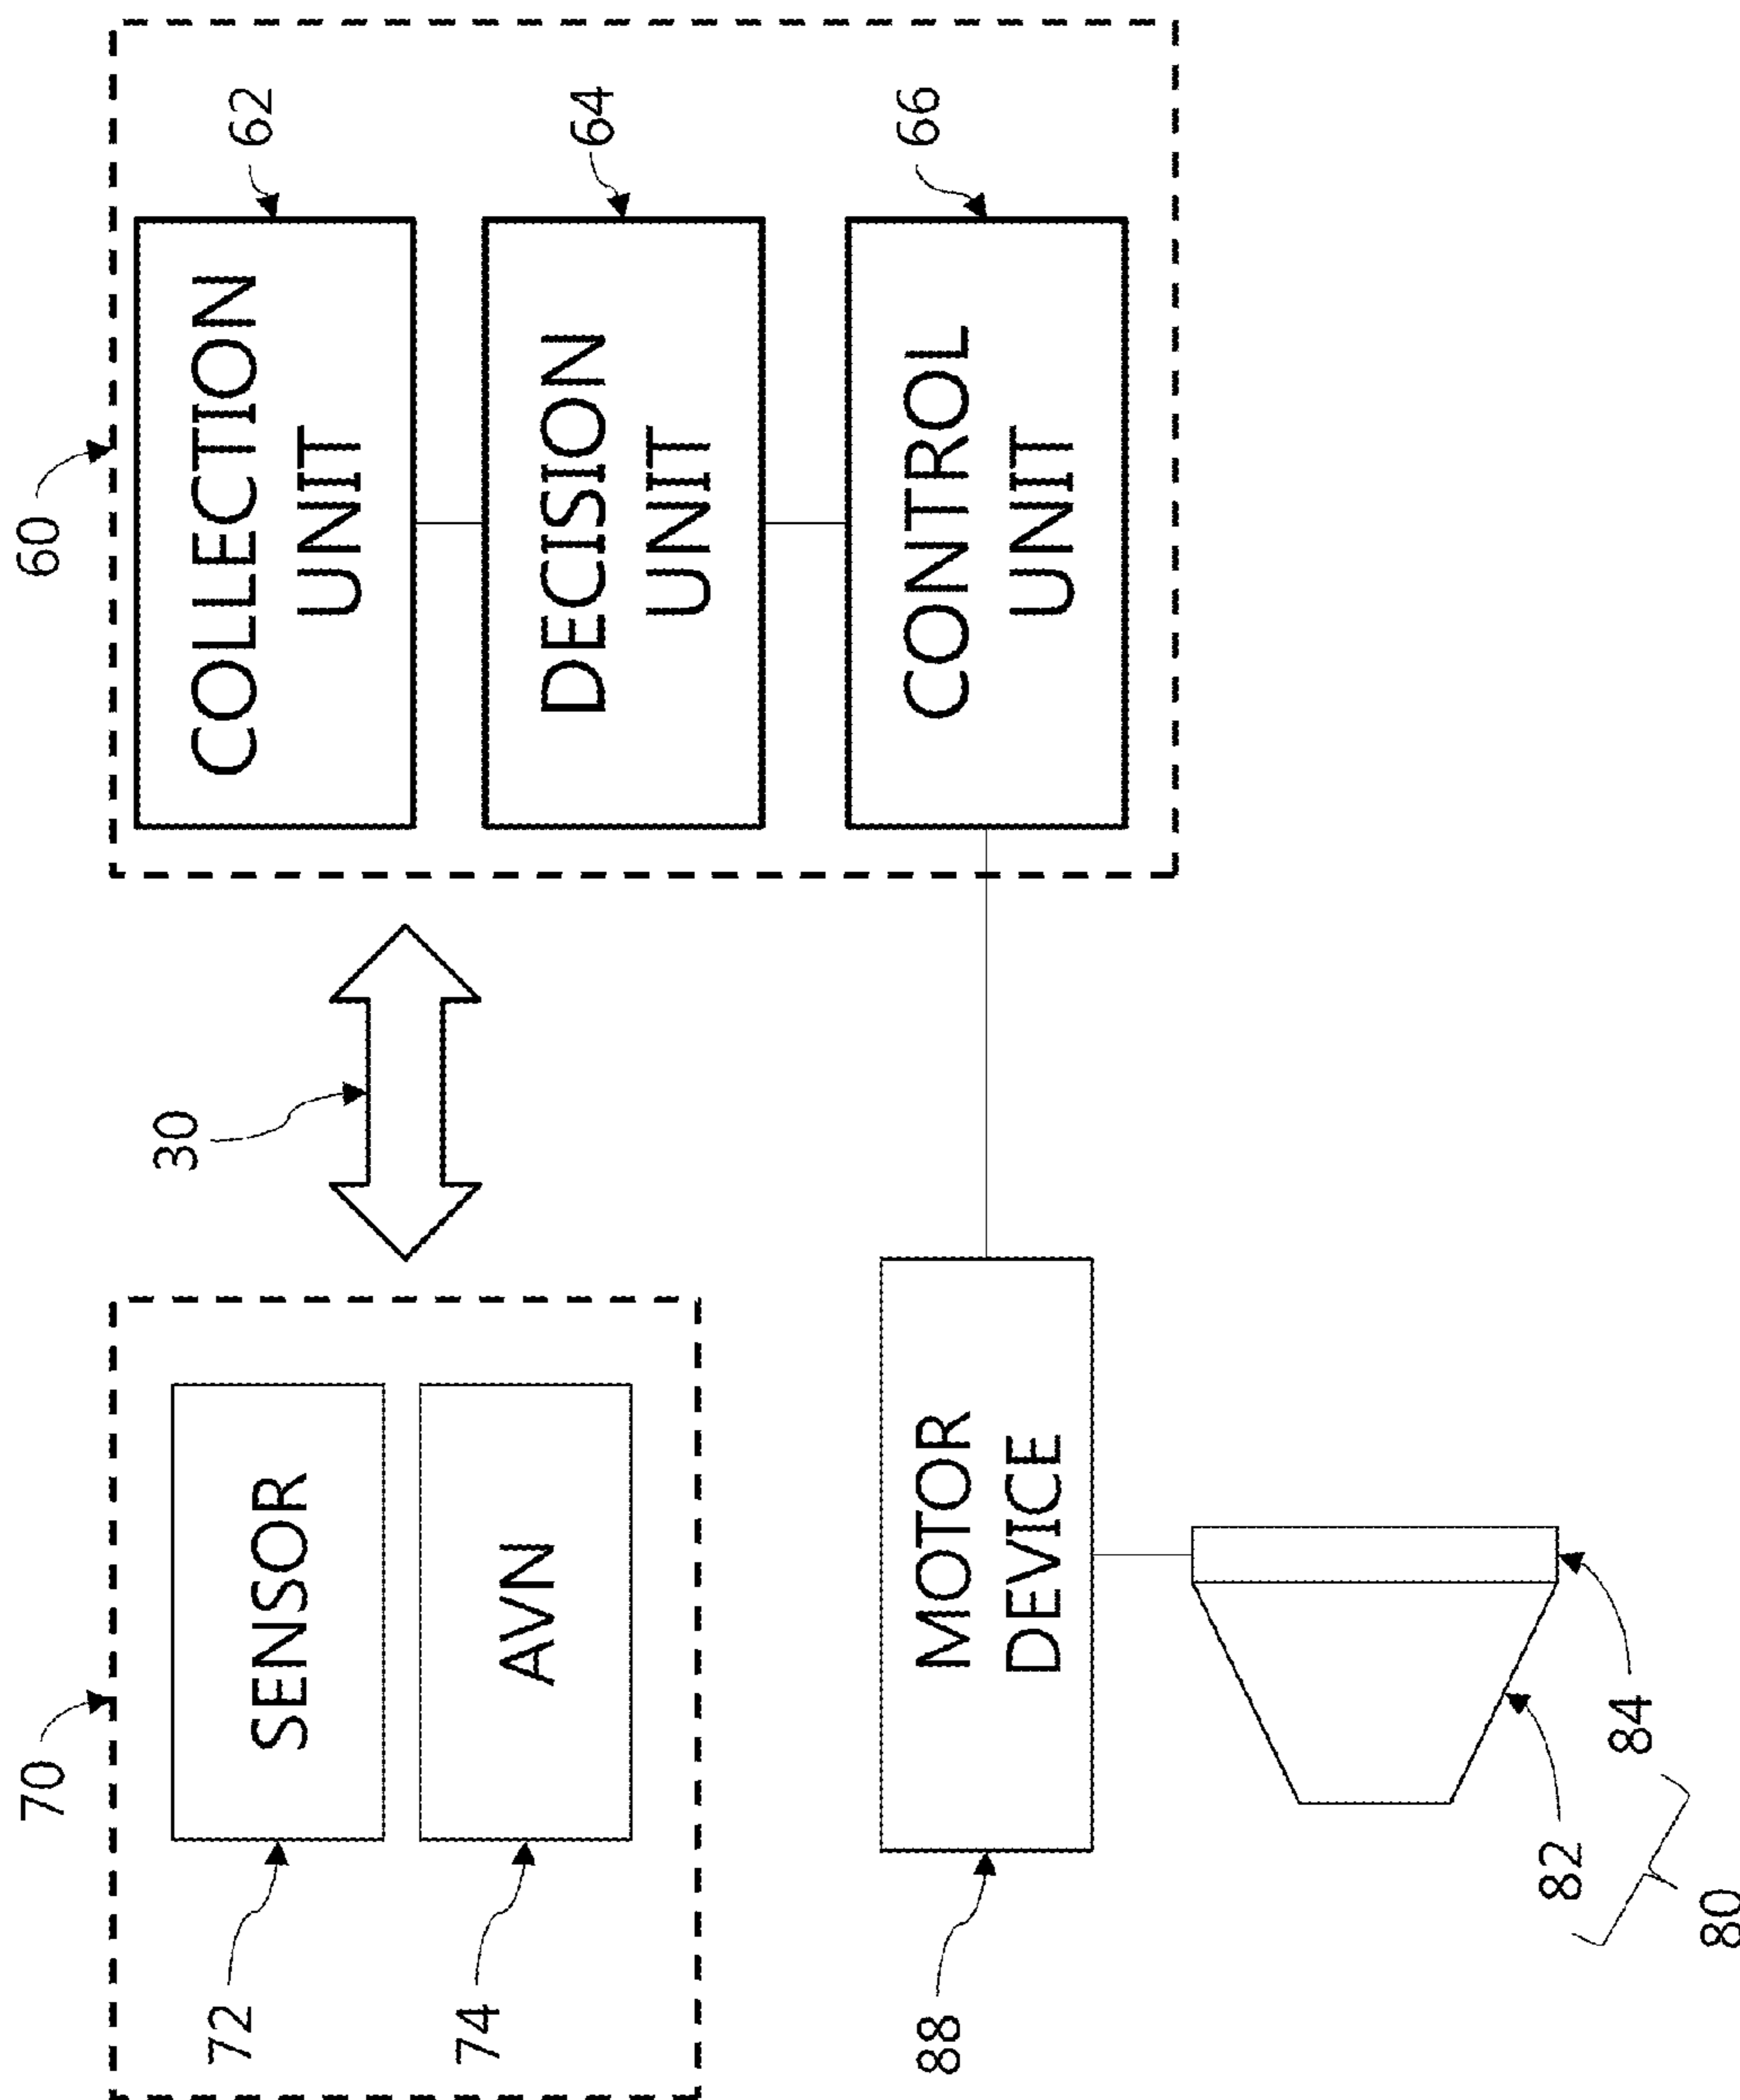 70
72
SENSOR
74
AVN
30
60
COLLECTION
UNIT
62
DECISION
UNIT
64
CONTROL
UNIT
66
88
MOTOR
DEVICE
82
84
80